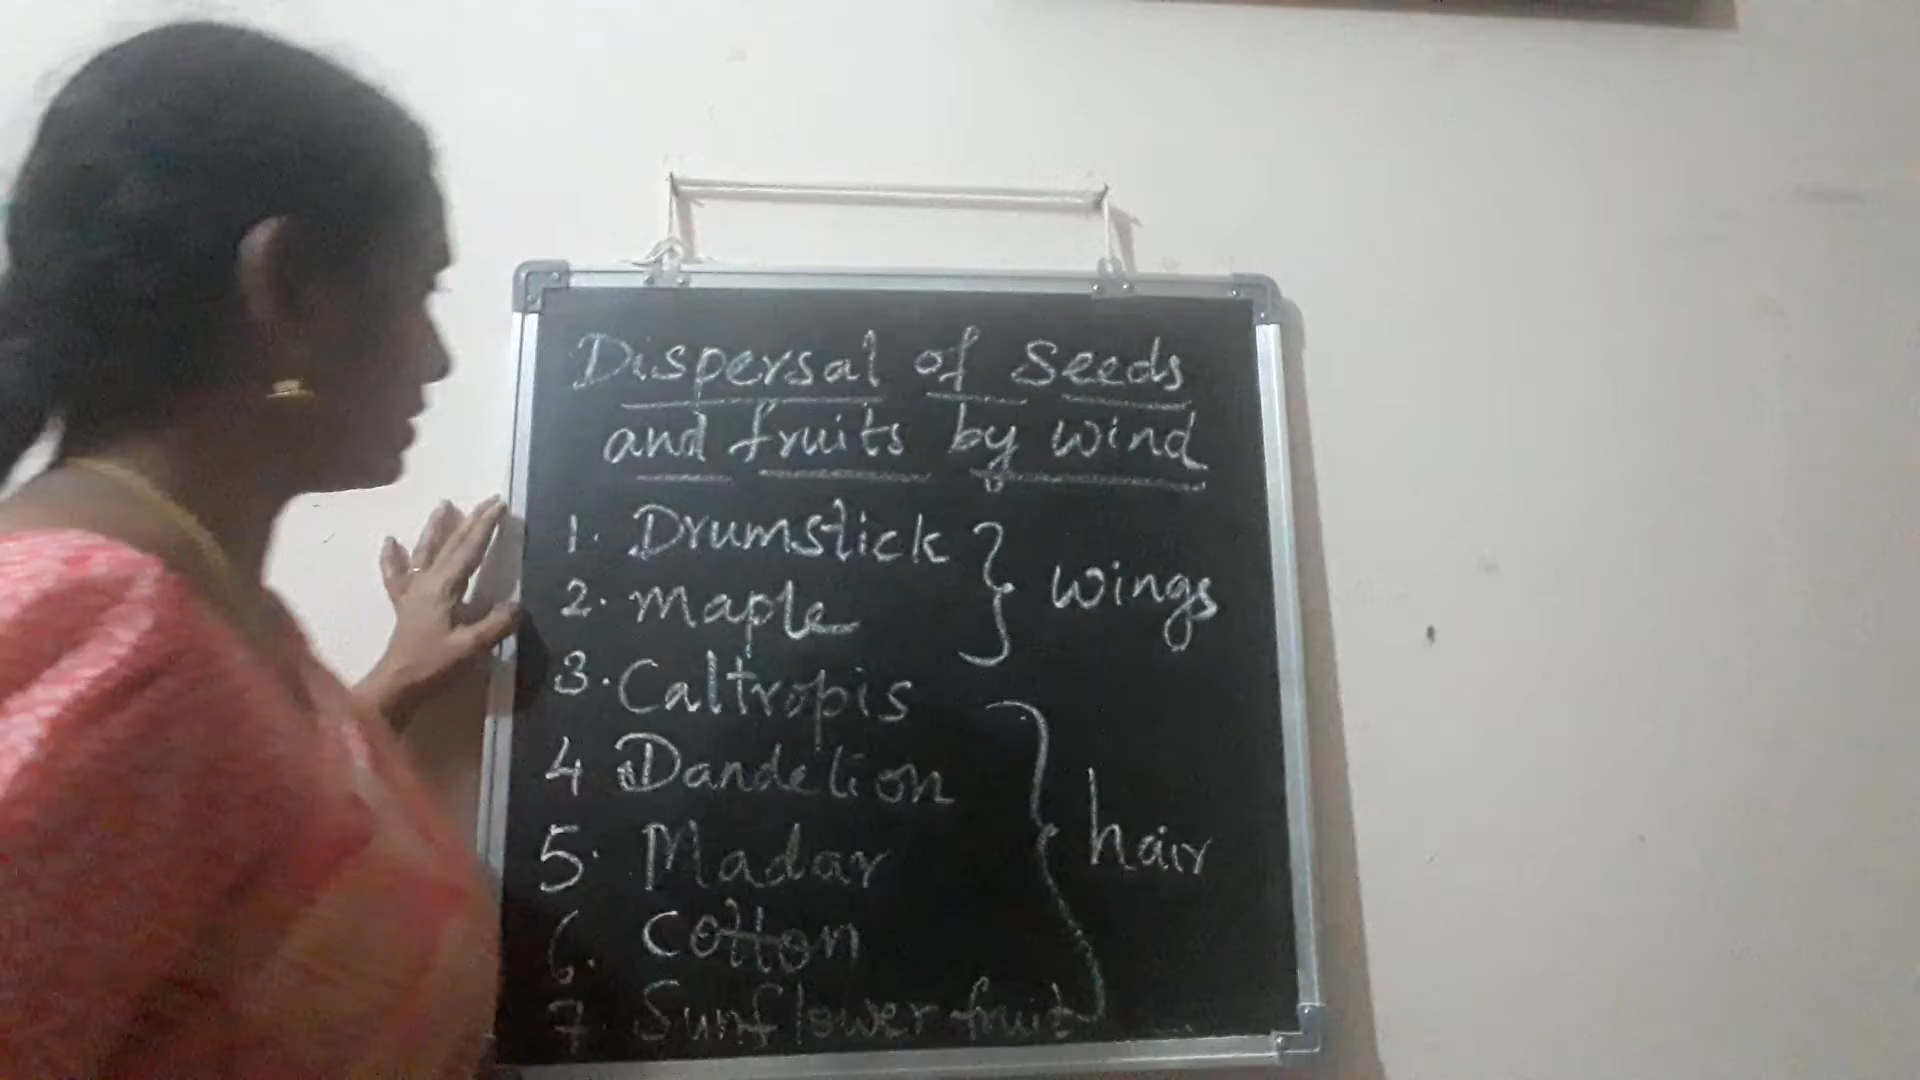 Dispersal of Seeds
and fruits by wind
1. Drumstick
2. maple
wings
3. Caltropis
4 Dandelion
5. Madar
hair
6. Cotton
7. Sunflower fruit